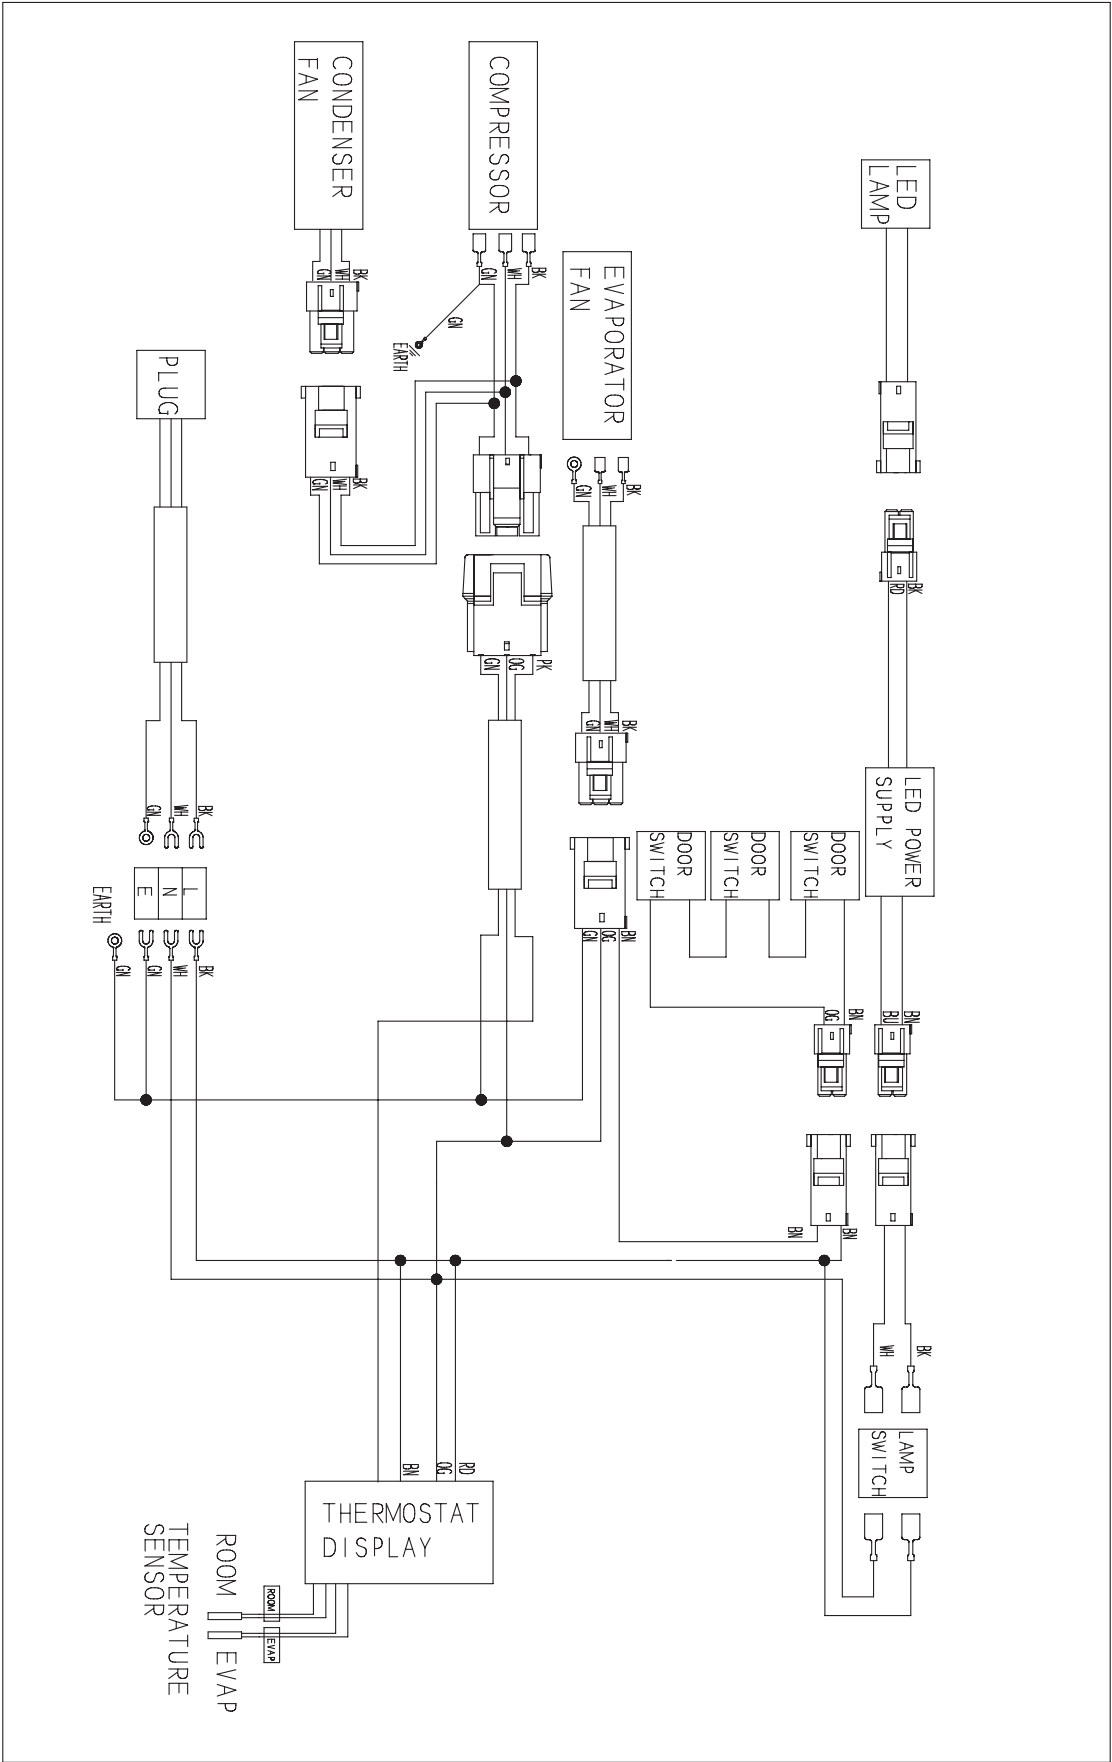 CONDENSER
FAN
COMPRESSOR
LED
LAMP
BK
WH
GN
BK
WH
GN
GN
EARTH
EVAPORATOR
FAN
PLUG
BK
WH
GN
BK
WH
GN
BK
RD
PK
OG
GN
BK
WH
GN
LED POWER
SUPPLY
DOOR
SWITCH
DOOR
SWITCH
DOOR
SWITCH
BK
WH
GN
L
N
E
EARTH
BK
WH
GN
GN
BN
OG
GN
BN
OG
BN
BU
BN
BN
BK
WH
LAMP
SWITCH
RD
OG
BN
THERMOSTAT
DISPLAY
ROOM
EVAP
ROOM
EVAP
TEMPERATURE
SENSOR